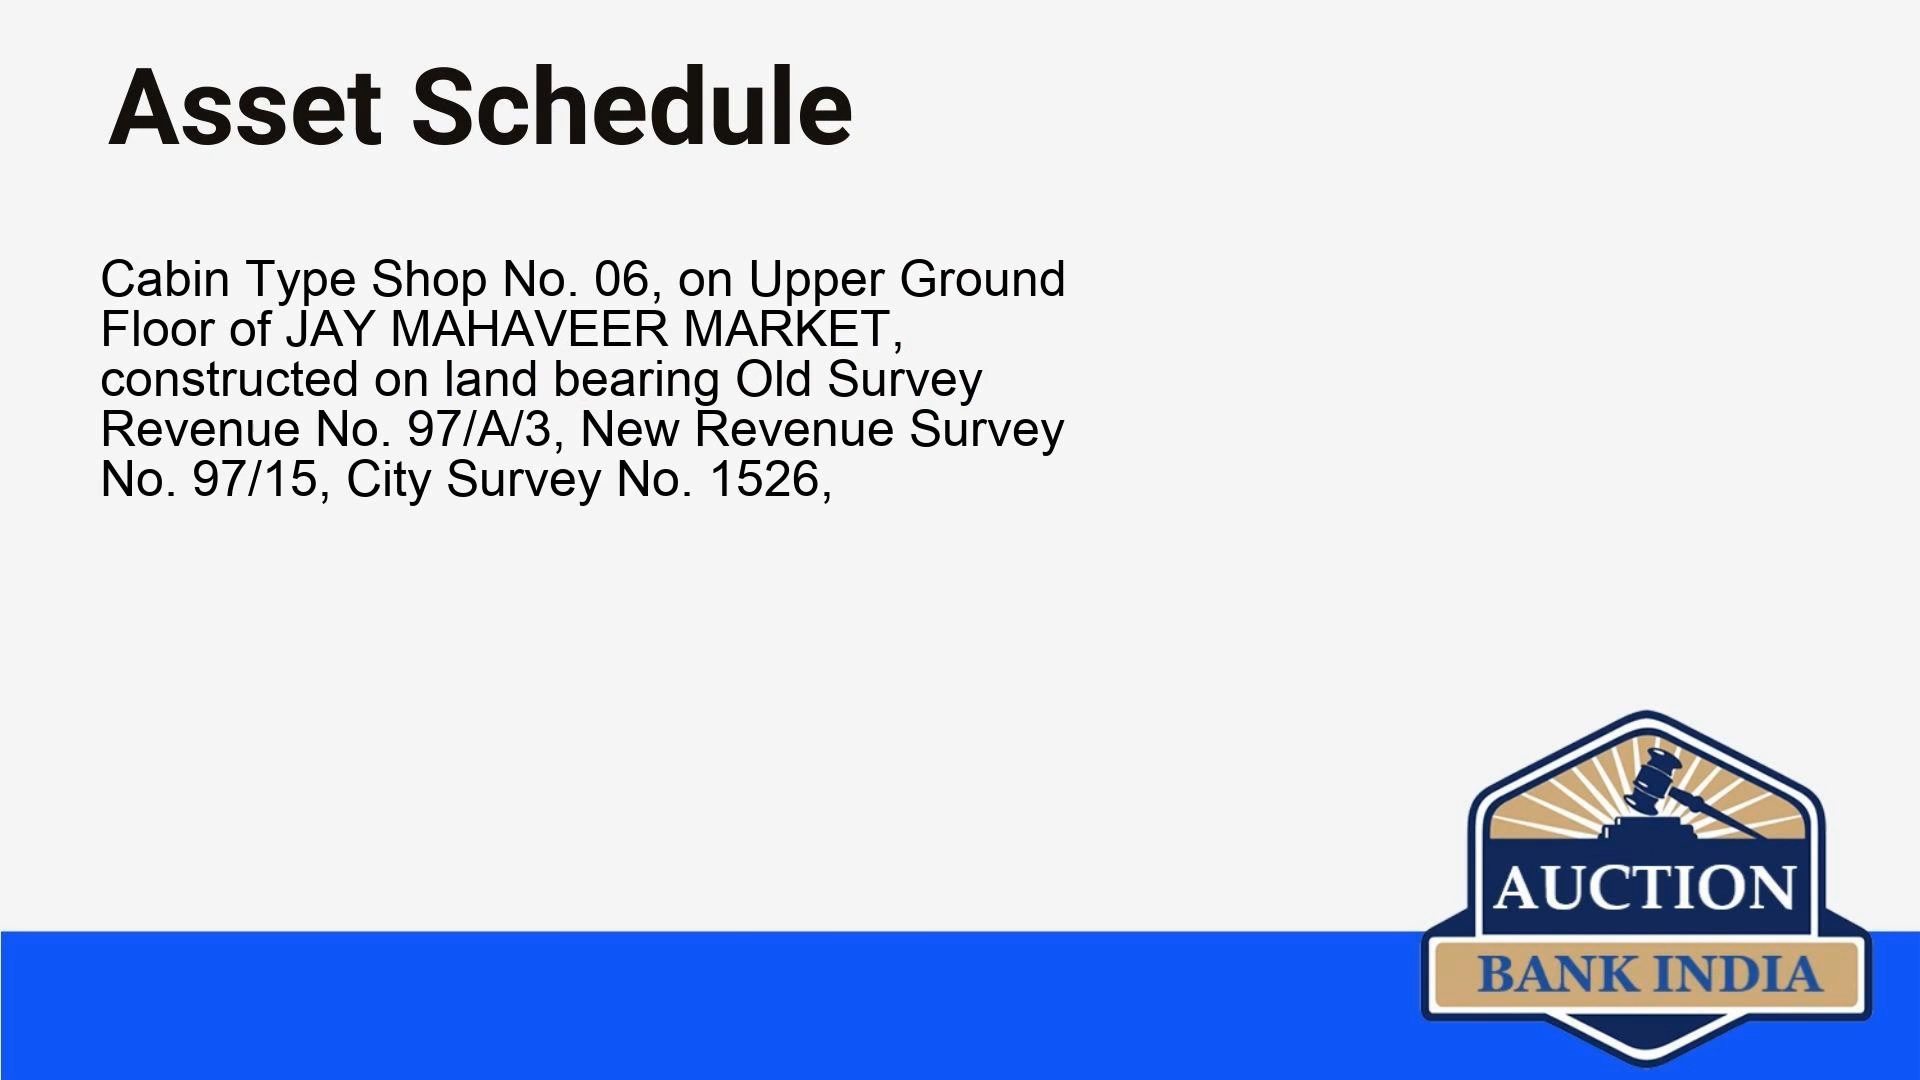 Asset Schedule
Cabin Type Shop No. 06, on Upper Ground
Floor of JAY MAHAVEER MARKET,
constructed on land bearing Old Survey
Revenue No. 97/A/3, New Revenue Survey
No. 97/15, City Survey No. 1526,
AUCTION
BANK INDIA